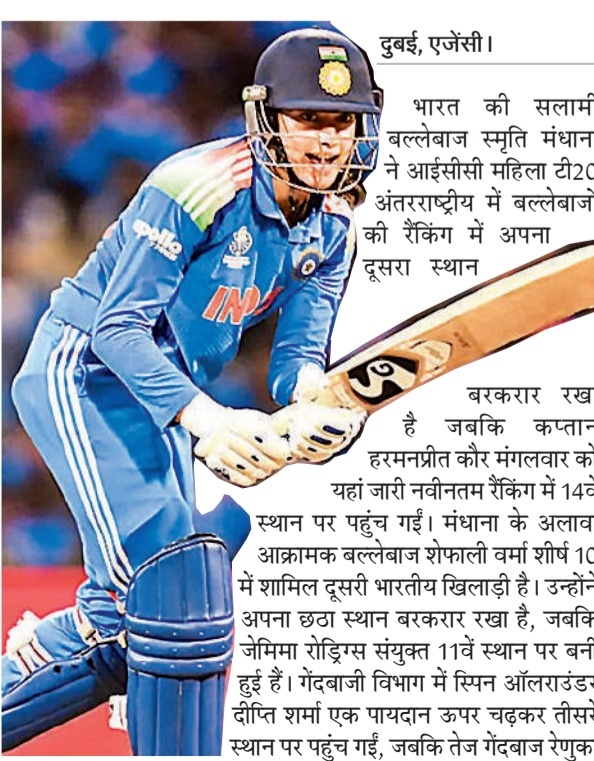 दुबई, एजेंसी।
भारत की सलामी
बल्लेबाज स्मृति मंधाना
ने आईसीसी महिला टी20
अंतरराष्ट्रीय में बल्लेबाजों
की रैंकिंग में अपना
दूसरा स्थान
बरकरार रखा
है जबकि कप्तान
हरमनप्रीत कौर मंगलवार को
यहां जारी नवीनतम रैंकिंग में 14वें
स्थान पर पहुंच गईं। मंधाना के अलावा
आक्रामक बल्लेबाज शेफाली वर्मा शीर्ष 10
में शामिल दूसरी भारतीय खिलाड़ी है। उन्होंने
अपना छठा स्थान बरकरार रखा है, जबकि
जेमिमा रोड्रिग्स संयुक्त 11वें स्थान पर बनी
हुई हैं। गेंदबाजी विभाग में स्पिन ऑलराउंडर
दीप्ति शर्मा एक पायदान ऊपर चढ़कर तीसरे
स्थान पर पहुंच गईं, जबकि तेज गेंदबाज रेणुका
apollo
IND